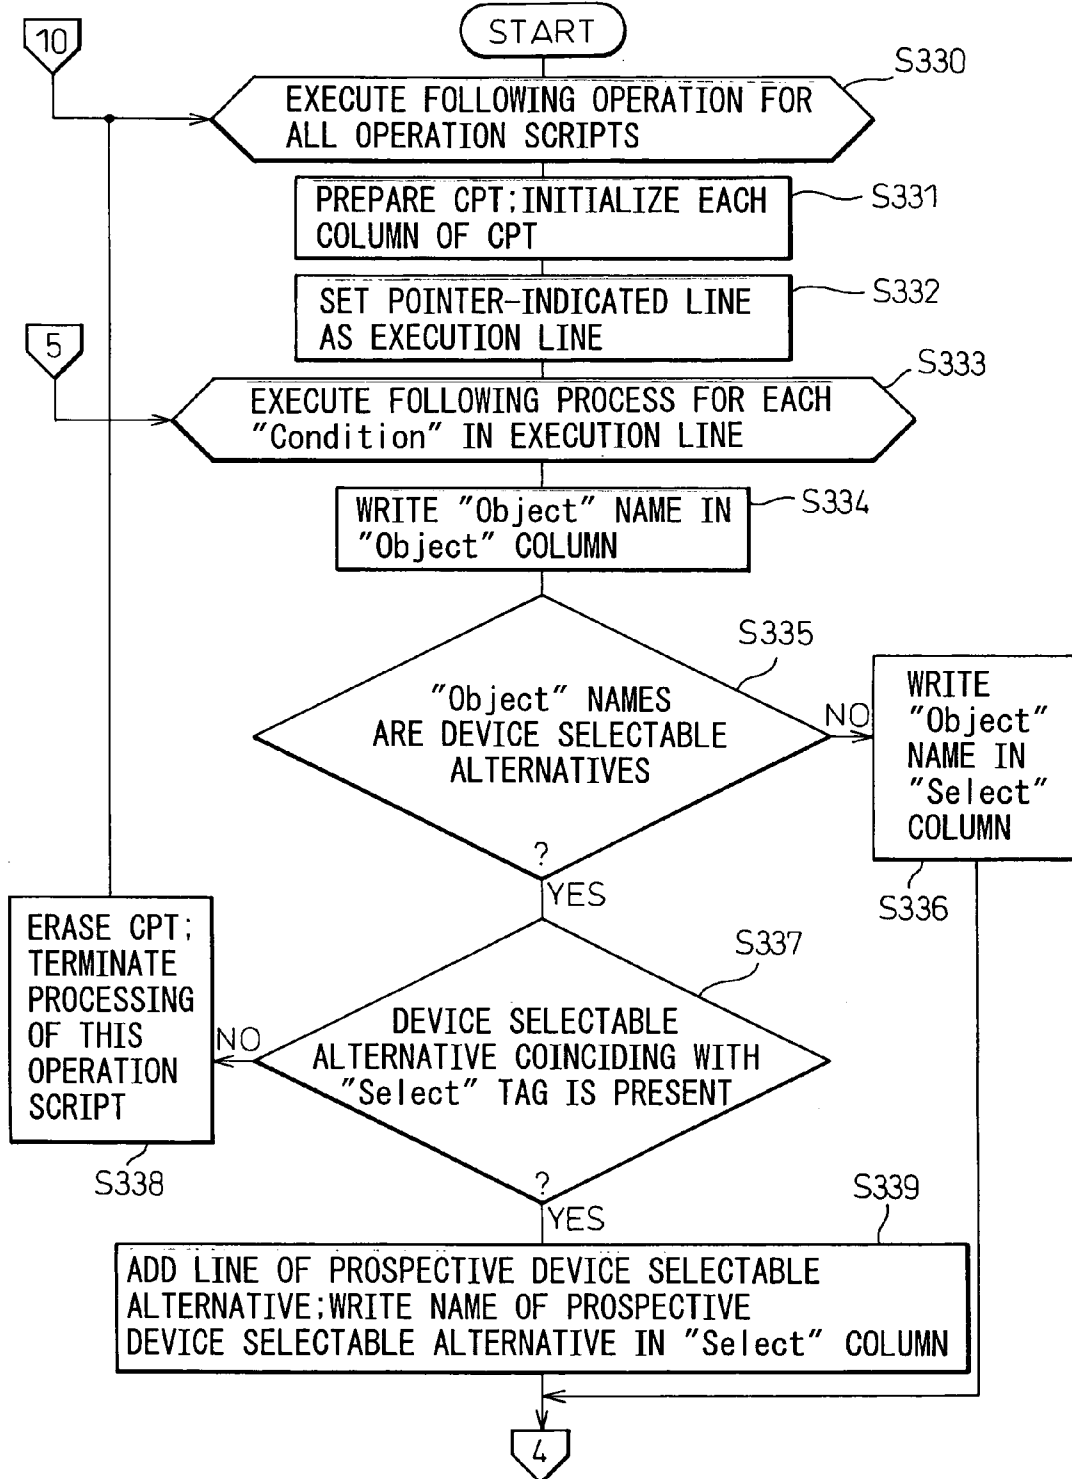 10
START
S330
EXECUTE FOLLOWING OPERATION FOR
ALL OPERATION SCRIPTS
PREPARE CPT;INITIALIZE EACH
COLUMN OF CPT
S331
SET POINTER-INDICATED LINE
AS EXECUTION LINE
S332
5
S333
EXECUTE FOLLOWING PROCESS FOR EACH
"Condition" IN EXECUTION LINE
WRITE "Object" NAME IN
"Object" COLUMN
S334
S335
"Object" NAMES
ARE DEVICE SELECTABLE
ALTERNATIVES
?
NO
YES
WRITE
"Object"
NAME IN
"Select"
COLUMN
S336
S337
DEVICE SELECTABLE
ALTERNATIVE COINCIDING WITH
"Select" TAG IS PRESENT
?
NO
YES
ERASE CPT;
TERMINATE
PROCESSING
OF THIS
OPERATION
SCRIPT
S338
S339
ADD LINE OF PROSPECTIVE DEVICE SELECTABLE
ALTERNATIVE;WRITE NAME OF PROSPECTIVE
DEVICE SELECTABLE ALTERNATIVE IN "Select" COLUMN
4